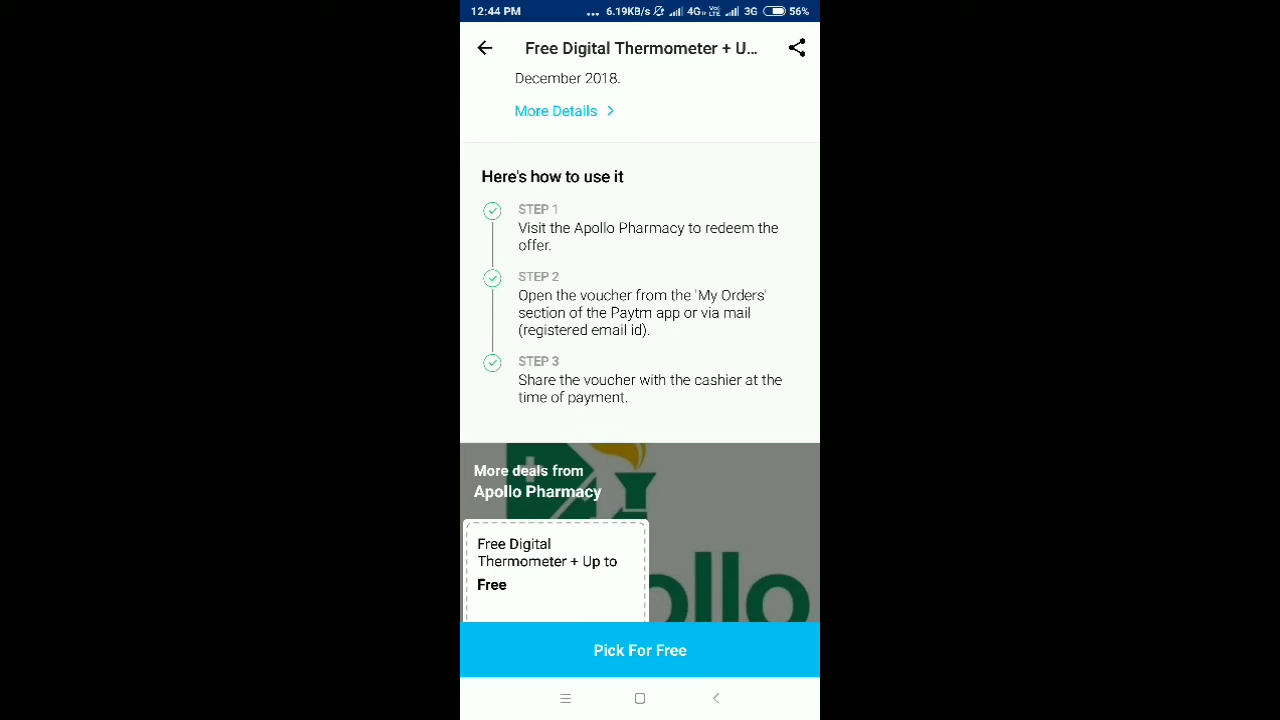 12:44 PM ... 6.19KB/s 4G VoLTE 3G 56%
Free Digital Thermometer + U...
December 2018.
More Details
Here's how to use it
STEP 1
Visit the Apollo Pharmacy to redeem the
offer.
STEP 2
Open the voucher from the 'My Orders'
section of the Paytm app or via mail
(registered email id).
STEP 3
Share the voucher with the cashier at the
time of payment.
More deals from
Apollo Pharmacy
Free Digital
Thermometer + Up to
Free
ollo
Pick For Free